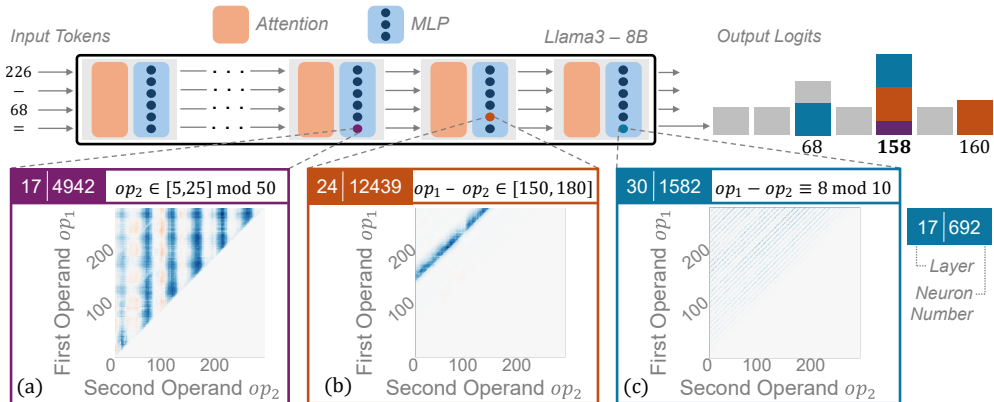 Attention
MLP
Input Tokens
Llama3 – 8B
Output Logits
226
–
68
=
. . .
. . .
. . .
. . .
68
158
160
17 | 4942
op₂ ∈ [5,25] mod 50
First Operand op₁
200
100
0
100
200
(a)
Second Operand op₂
24 | 12439
op₁ – op₂ ∈ [150, 180]
First Operand op₁
200
100
0
100
200
(b)
Second Operand op₂
30 | 1582
op₁ – op₂ ≡ 8 mod 10
First Operand op₁
200
100
0
100
200
(c)
Second Operand op₂
17 | 692
Layer
Neuron
Number